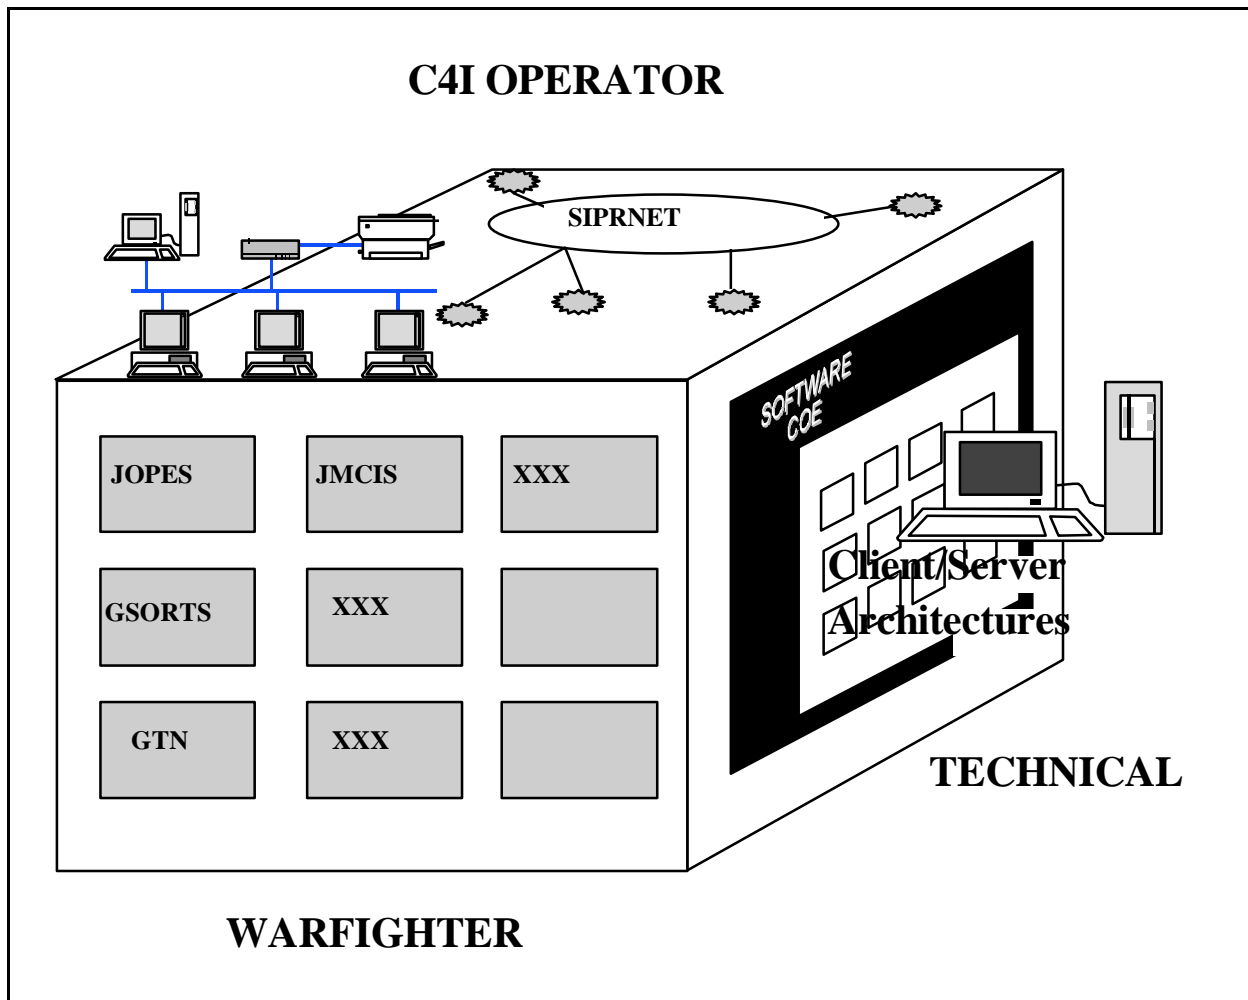 C4I OPERATOR
SIPRNET
SOFTWARE
COE
JOPES
JMCIS
XXX
GSORTS
XXX
GTN
XXX
Client/Server
Architectures
TECHNICAL
WARFIGHTER